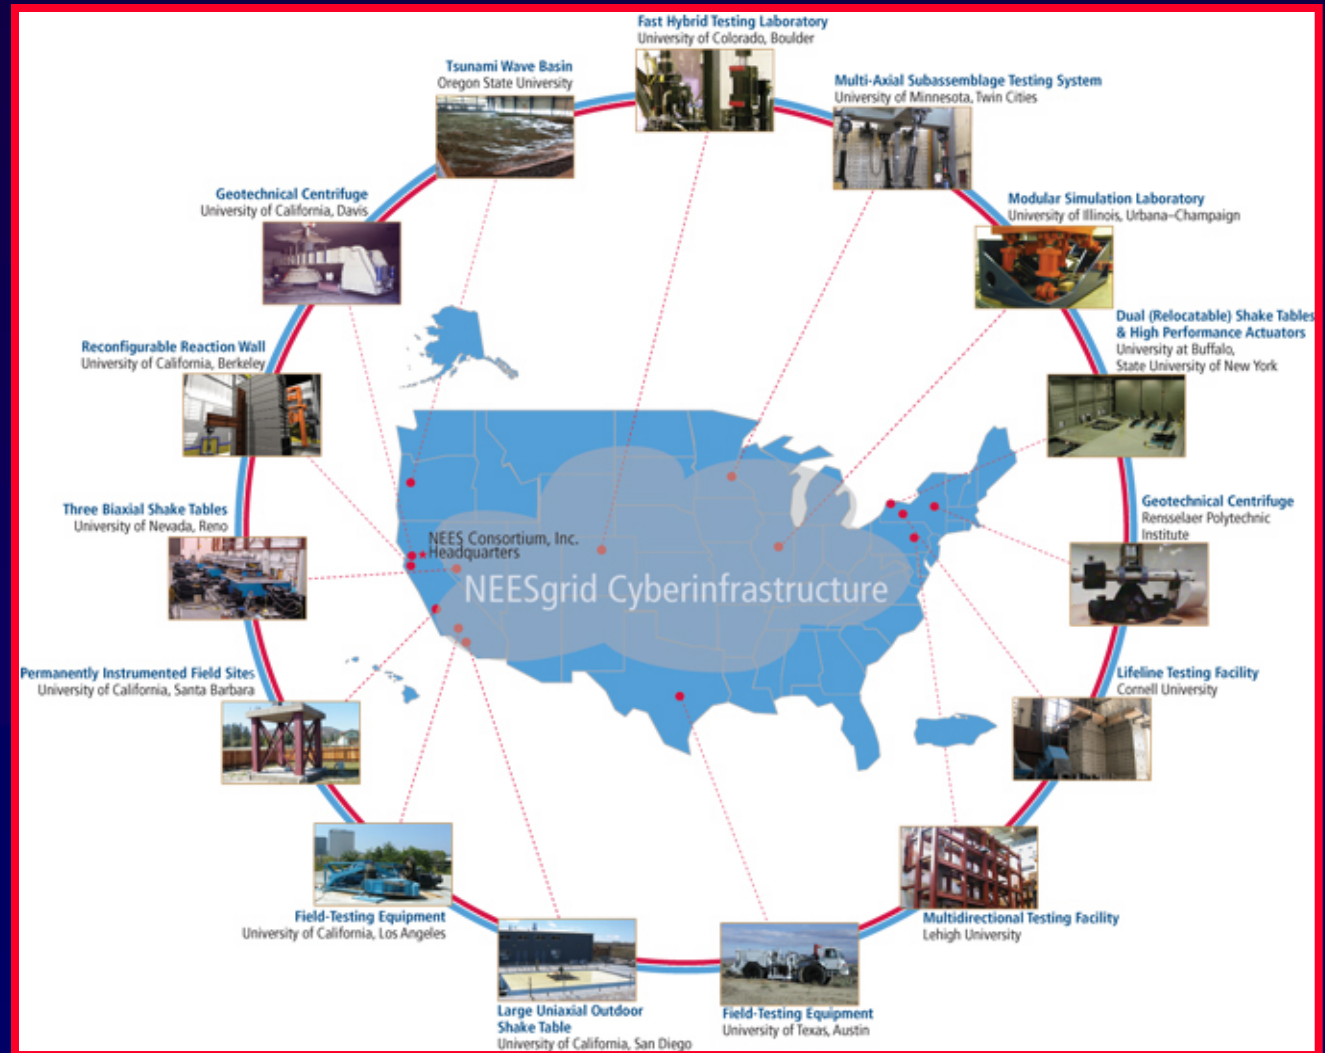 Fast Hybrid Testing Laboratory
University of Colorado, Boulder
Tsunami Wave Basin
Oregon State University
Multi-Axial Subassemblage Testing System
University of Minnesota, Twin Cities
Geotechnical Centrifuge
University of California, Davis
Modular Simulation Laboratory
University of Illinois, Urbana–Champaign
Dual (Relocatable) Shake Tables
& High Performance Actuators
University at Buffalo,
State University of New York
Reconfigurable Reaction Wall
University of California, Berkeley
Geotechnical Centrifuge
Rensselaer Polytechnic
Institute
Three Biaxial Shake Tables
University of Nevada, Reno
NEES Consortium, Inc.
Headquarters
NEESgrid Cyberinfrastructure
Permanently Instrumented Field Sites
University of California, Santa Barbara
Lifeline Testing Facility
Cornell University
Field-Testing Equipment
University of California, Los Angeles
Multidirectional Testing Facility
Lehigh University
Large Uniaxial Outdoor
Shake Table
University of California, San Diego
Field-Testing Equipment
University of Texas, Austin